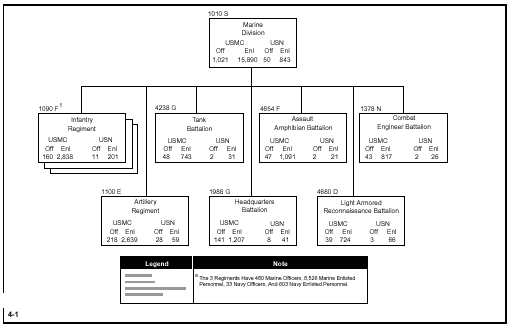 1010 S
Marine
Division
USMC USN
Off Enl Off Enl
1,021 15,890 50 843
1090 F 1
Infantry
Regiment
USMC USN
Off Enl Off Enl
160 2,838 11 201
4238 G
Tank
Battalion
USMC USN
Off Enl Off Enl
48 743 2 31
4654 F
Assault
Amphibian Battalion
USMC USN
Off Enl Off Enl
47 1,091 2 21
1378 N
Combat
Engineer Battalion
USMC USN
Off Enl Off Enl
43 817 2 26
1100 E
Artillery
Regiment
USMC USN
Off Enl Off Enl
218 2,639 28 59
1988 G
Headquarters
Battalion
USMC USN
Off Enl Off Enl
141 1,207 8 41
4680 D
Light Armored
Reconnaissance Battalion
USMC USN
Off Enl Off Enl
39 724 3 66
Legend Note
The 3 Regiments Have 480 Marine Officers, 8,528 Marine Enlisted
Personnel, 33 Navy Officers, And 603 Navy Enlisted Personnel.
4-1